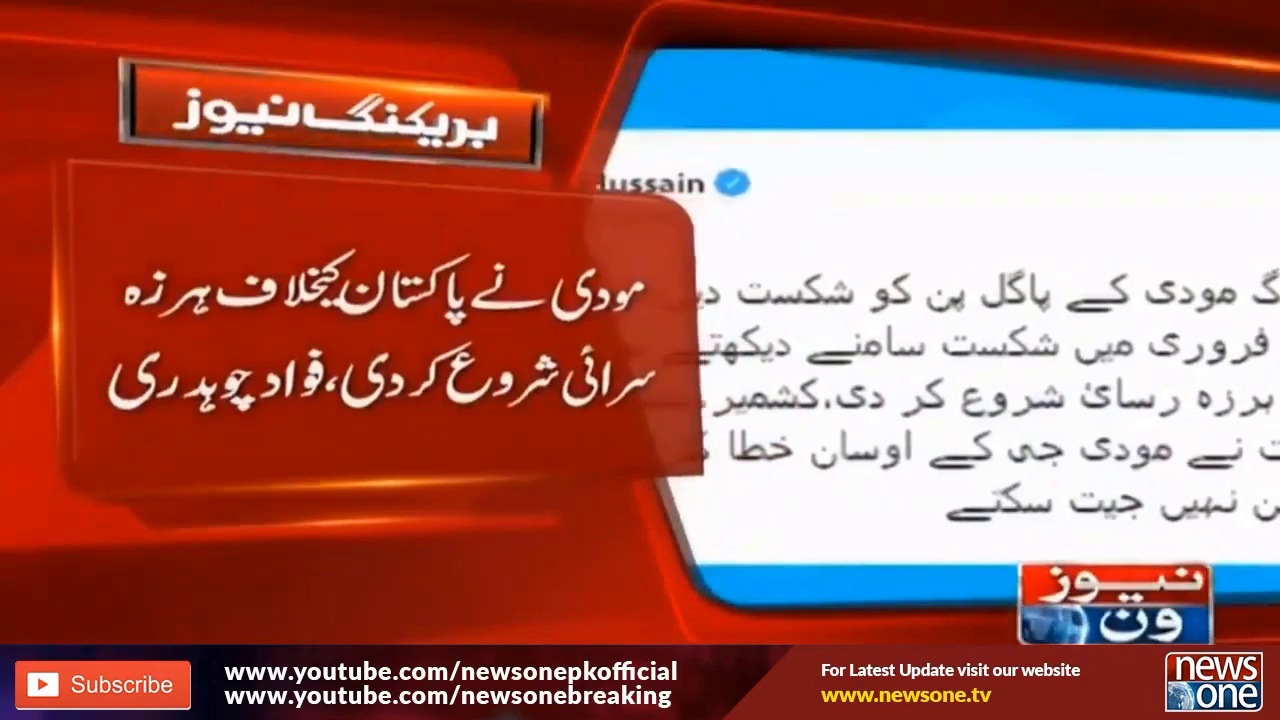 بریکنگ نیوز
مودی نے پاکستان کیخلاف ہرزہ
سرائی شروع کر دی، فواد چوہدری
ussain
مودی کے پاگل پن کو شکست
فروری میں شکست سامنے دیکھتے
ہرزہ رسائ شروع کر دی،کشمیر
نے مودی جی کے اوسان خطا
نہیں جیت سکتے
نیوز
ون
Subscribe
www.youtube.com/newsonepkofficial
www.youtube.com/newsonebreaking
For Latest Update visit our website
www.newsone.tv
news
one